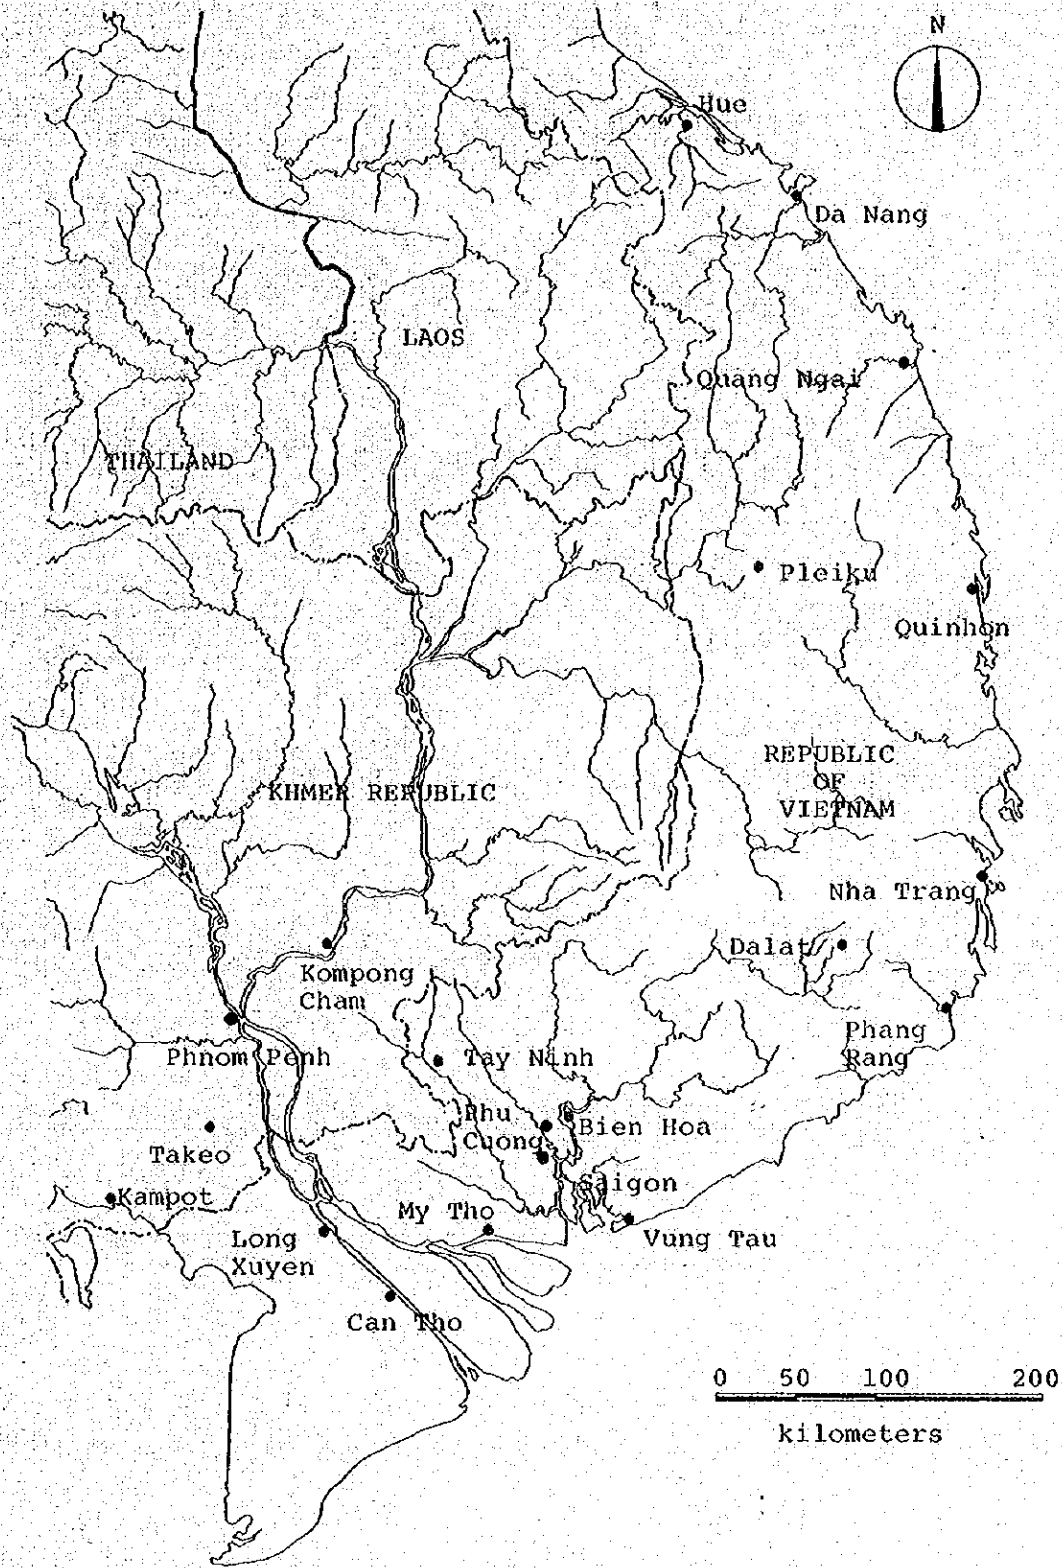 N
Hue
Da Nang
LAOS
Quang Ngai
THAILAND
Pleiku
Quinhon
REPUBLIC
OF
VIETNAM
KHMER REPUBLIC
Nha Trang
Dalat
Kompong
Cham
Phang
Rang
Phnom Penh
Tay Ninh
Phu
Cuong
Bien Hoa
Takeo
Saigon
Kampot
My Tho
Vung Tau
Long
Xuyen
Can Tho
0 50 100 200
kilometers